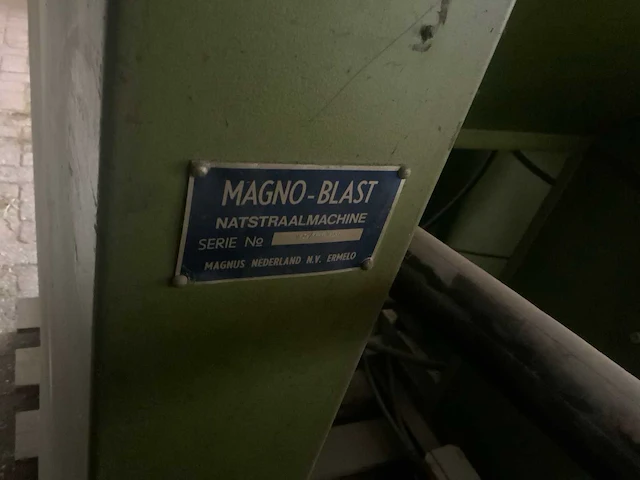 MAGNO-BLAST
NATSTRAALMACHINE
SERIE No
MAGNUS NEDERLAND N.V. ERMELO